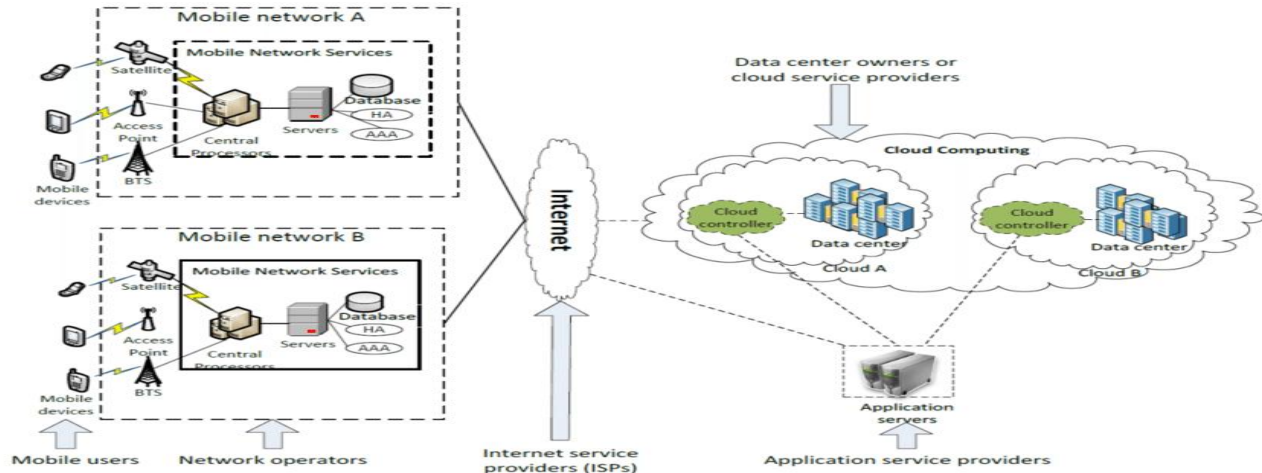 Mobile network A
Mobile Network Services
Satellite
Database
HA
AAA
Access
Point
Servers
Central
Processors
BTS
Mobile
devices
Mobile network B
Mobile Network Services
Satellite
Database
HA
AAA
Access
Point
Servers
Central
Processors
BTS
Mobile
devices
Mobile users
Network operators
Internet
Internet service
providers (ISPs)
Data center owners or
cloud service providers
Cloud Computing
Cloud
controller
Data center
Cloud A
Cloud
controller
Data center
Cloud B
Application
servers
Application service providers